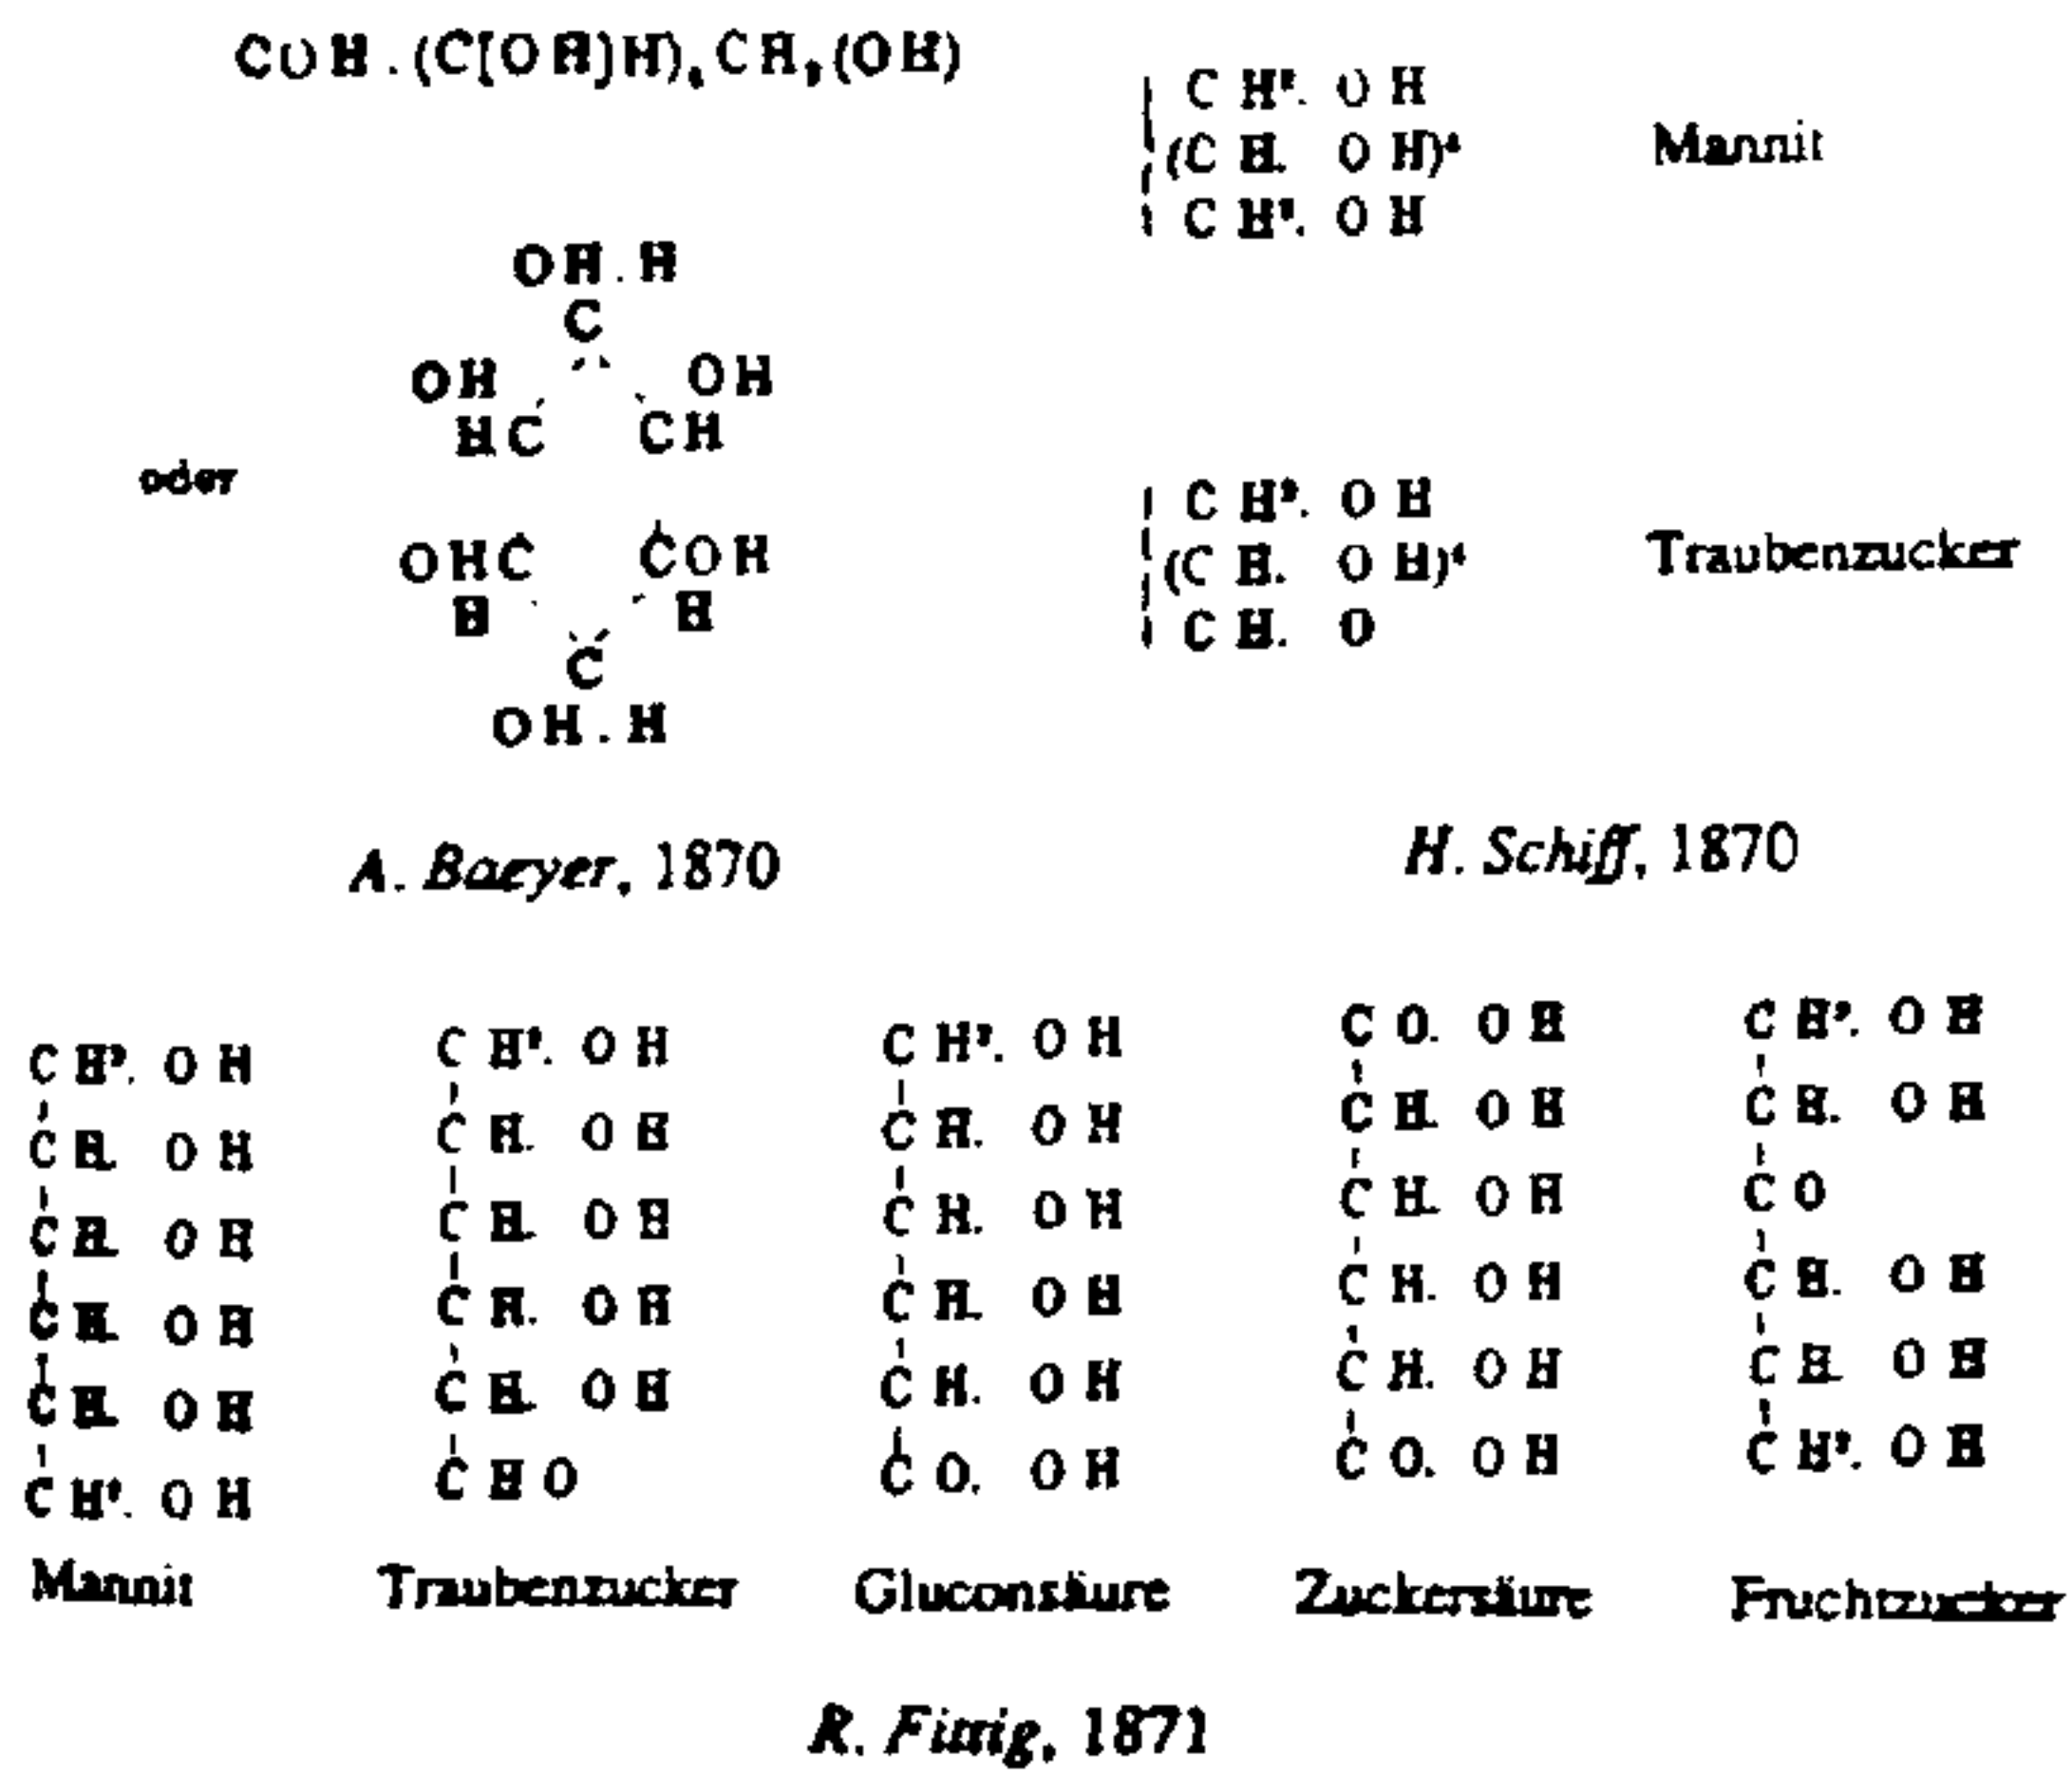 COH.(C[OH]H)₄CH₂(OH)
oder
OH.H
C
OH OH
HC CH
OHC COH
H H
C
OH.H
A. Baeyer, 1870
CH². OH
(CH. OH)⁴
CH². OH
Mannit
CH². OH
(CH. OH)⁴
CH. O
Traubenzucker
H. Schiff, 1870
CH². OH
CH. OH
CH. OH
CH. OH
CH. OH
CH². OH
Mannit
CH². OH
CH. OH
CH. OH
CH. OH
CH. OH
CHO
Traubenzucker
CH². OH
CH. OH
CH. OH
CH. OH
CH. OH
CO. OH
Gluconsäure
CO. OH
CH. OH
CH. OH
CH. OH
CH. OH
CO. OH
Zuckersäure
CH². OH
CH. OH
CO
CH. OH
CH. OH
CH². OH
Fruchtzucker
R. Fittig, 1871